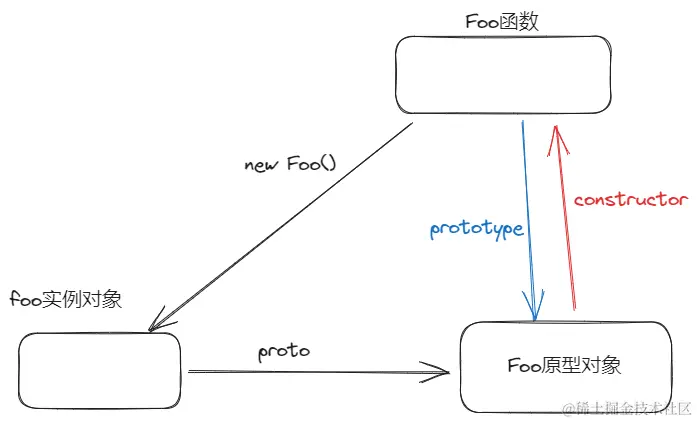 Foo函数
new Foo()
constructor
prototype
foo实例对象
proto
Foo原型对象
@稀土掘金技术社区